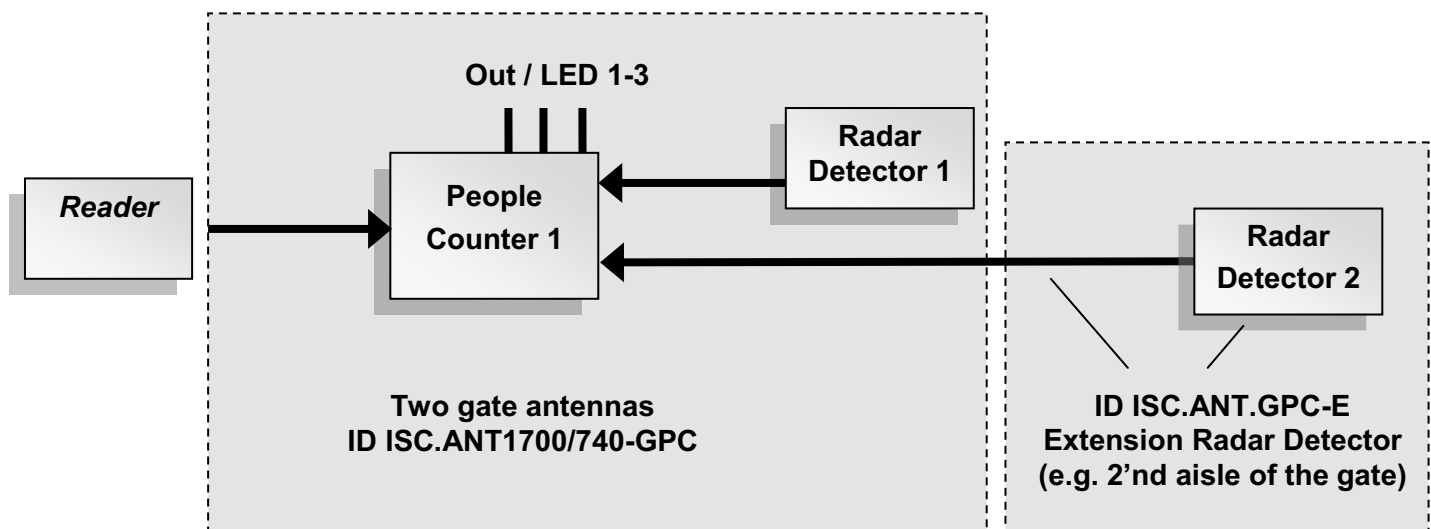 Out / LED 1-3
Radar
Detector 1
Reader
People
Counter 1
Radar
Detector 2
Two gate antennas
ID ISC.ANT1700/740-GPC
ID ISC.ANT.GPC-E
Extension Radar Detector
(e.g. 2’nd aisle of the gate)